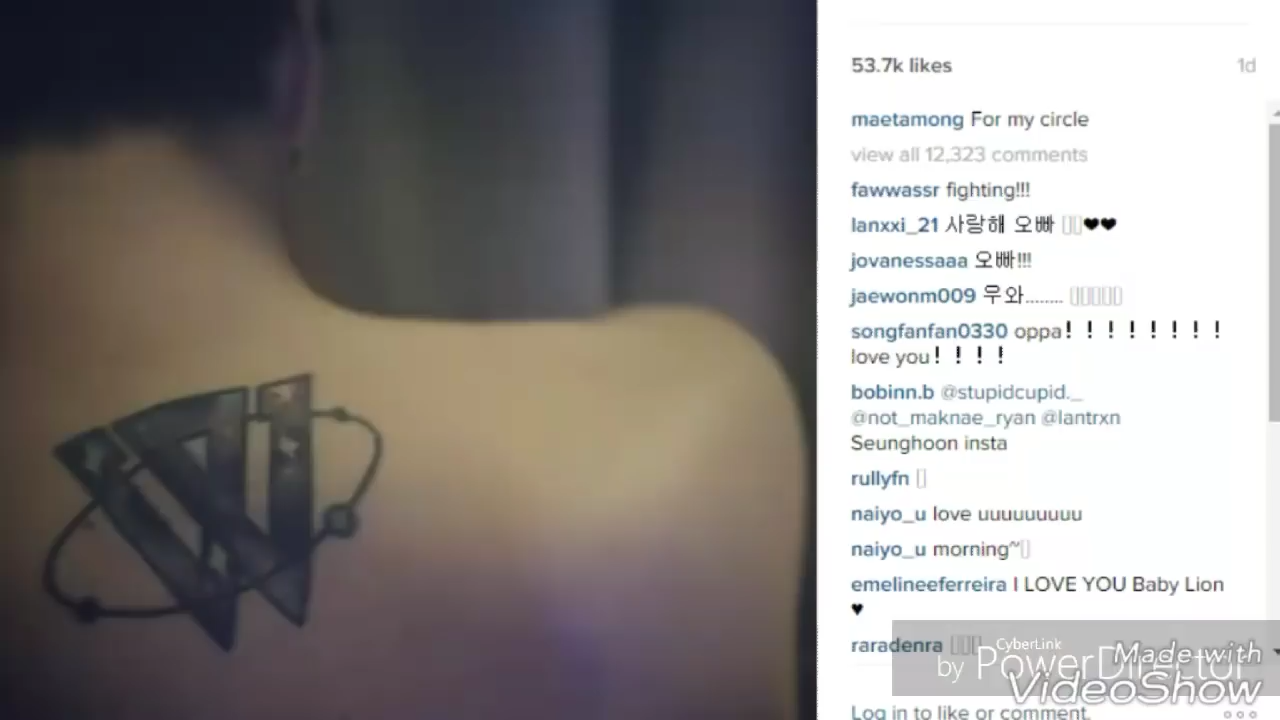 53.7k likes 1d
maetamong For my circle
view all 12,323 comments
fawwassr fighting!!!
lanxxi_21 사랑해 오빠 ❤❤
jovanessaaa 오빠!!!
jaewonm009 우와........
songfanfan0330 oppa！！！！！！！！
love you！！！！
bobinn.b @stupidcupid._
@not_maknae_ryan @lantrxn
Seunghoon insta
rullyfn
naiyo_u love uuuuuuuuu
naiyo_u morning~
emelineeferreira I LOVE YOU Baby Lion
♥
raradenra
CyberLink
by PowerDirector
Made with
VideoShow
Log in to like or comment.